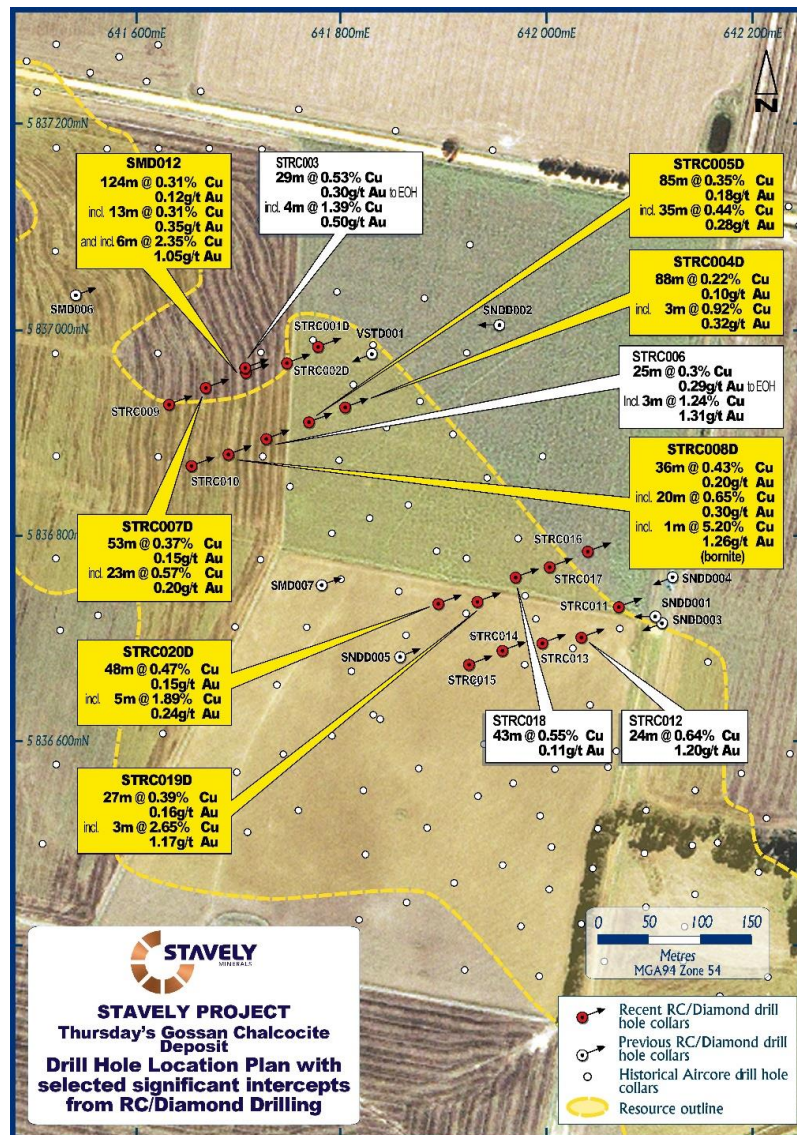 641 600mE
641 800mE
642 000mE
642 200mE
N
5 837 200mN
5 837 000mN
5 836 800mN
5 836 600mN
SMD012
124m @ 0.31% Cu
0.12g/t Au
incl. 13m @ 0.31% Cu
0.35g/t Au
and incl. 6m @ 2.35% Cu
1.05g/t Au
STRC003
29m @ 0.53% Cu
0.30g/t Au to EOH
incl. 4m @ 1.39% Cu
0.50g/t Au
STRC005D
85m @ 0.35% Cu
0.18g/t Au
incl. 35m @ 0.44% Cu
0.28g/t Au
STRC004D
88m @ 0.22% Cu
0.10g/t Au
incl. 3m @ 0.92% Cu
0.32g/t Au
STRC006
25m @ 0.3% Cu
0.29g/t Au to EOH
Incl. 3m @ 1.24% Cu
1.31g/t Au
STRC008D
36m @ 0.43% Cu
0.20g/t Au
incl. 20m @ 0.65% Cu
0.30g/t Au
incl. 1m @ 5.20% Cu
1.26g/t Au
(bornite)
SMD006
STRC001D
VSTD001
SNDD002
STRC002D
STRC009
STRC010
STRC007D
53m @ 0.37% Cu
0.15g/t Au
incl. 23m @ 0.57% Cu
0.20g/t Au
STRC016
STRC017
SNDD004
SMD007
STRC011
SNDD001
SNDD003
STRC014
STRC013
SNDD005
STRC015
STRC020D
48m @ 0.47% Cu
0.15g/t Au
incl. 5m @ 1.89% Cu
0.24g/t Au
STRC018
43m @ 0.55% Cu
0.11g/t Au
STRC012
24m @ 0.64% Cu
1.20g/t Au
STRC019D
27m @ 0.39% Cu
0.16g/t Au
incl. 3m @ 2.65% Cu
1.17g/t Au
0 50 100 150
Metres
MGA94 Zone 54
STAVELY
MINERALS
STAVELY PROJECT
Thursday's Gossan Chalcocite
Deposit
Drill Hole Location Plan with
selected significant intercepts
from RC/Diamond Drilling
Recent RC/Diamond drill
hole collars
Previous RC/Diamond drill
hole collars
Historical Aircore drill hole
collars
Resource outline